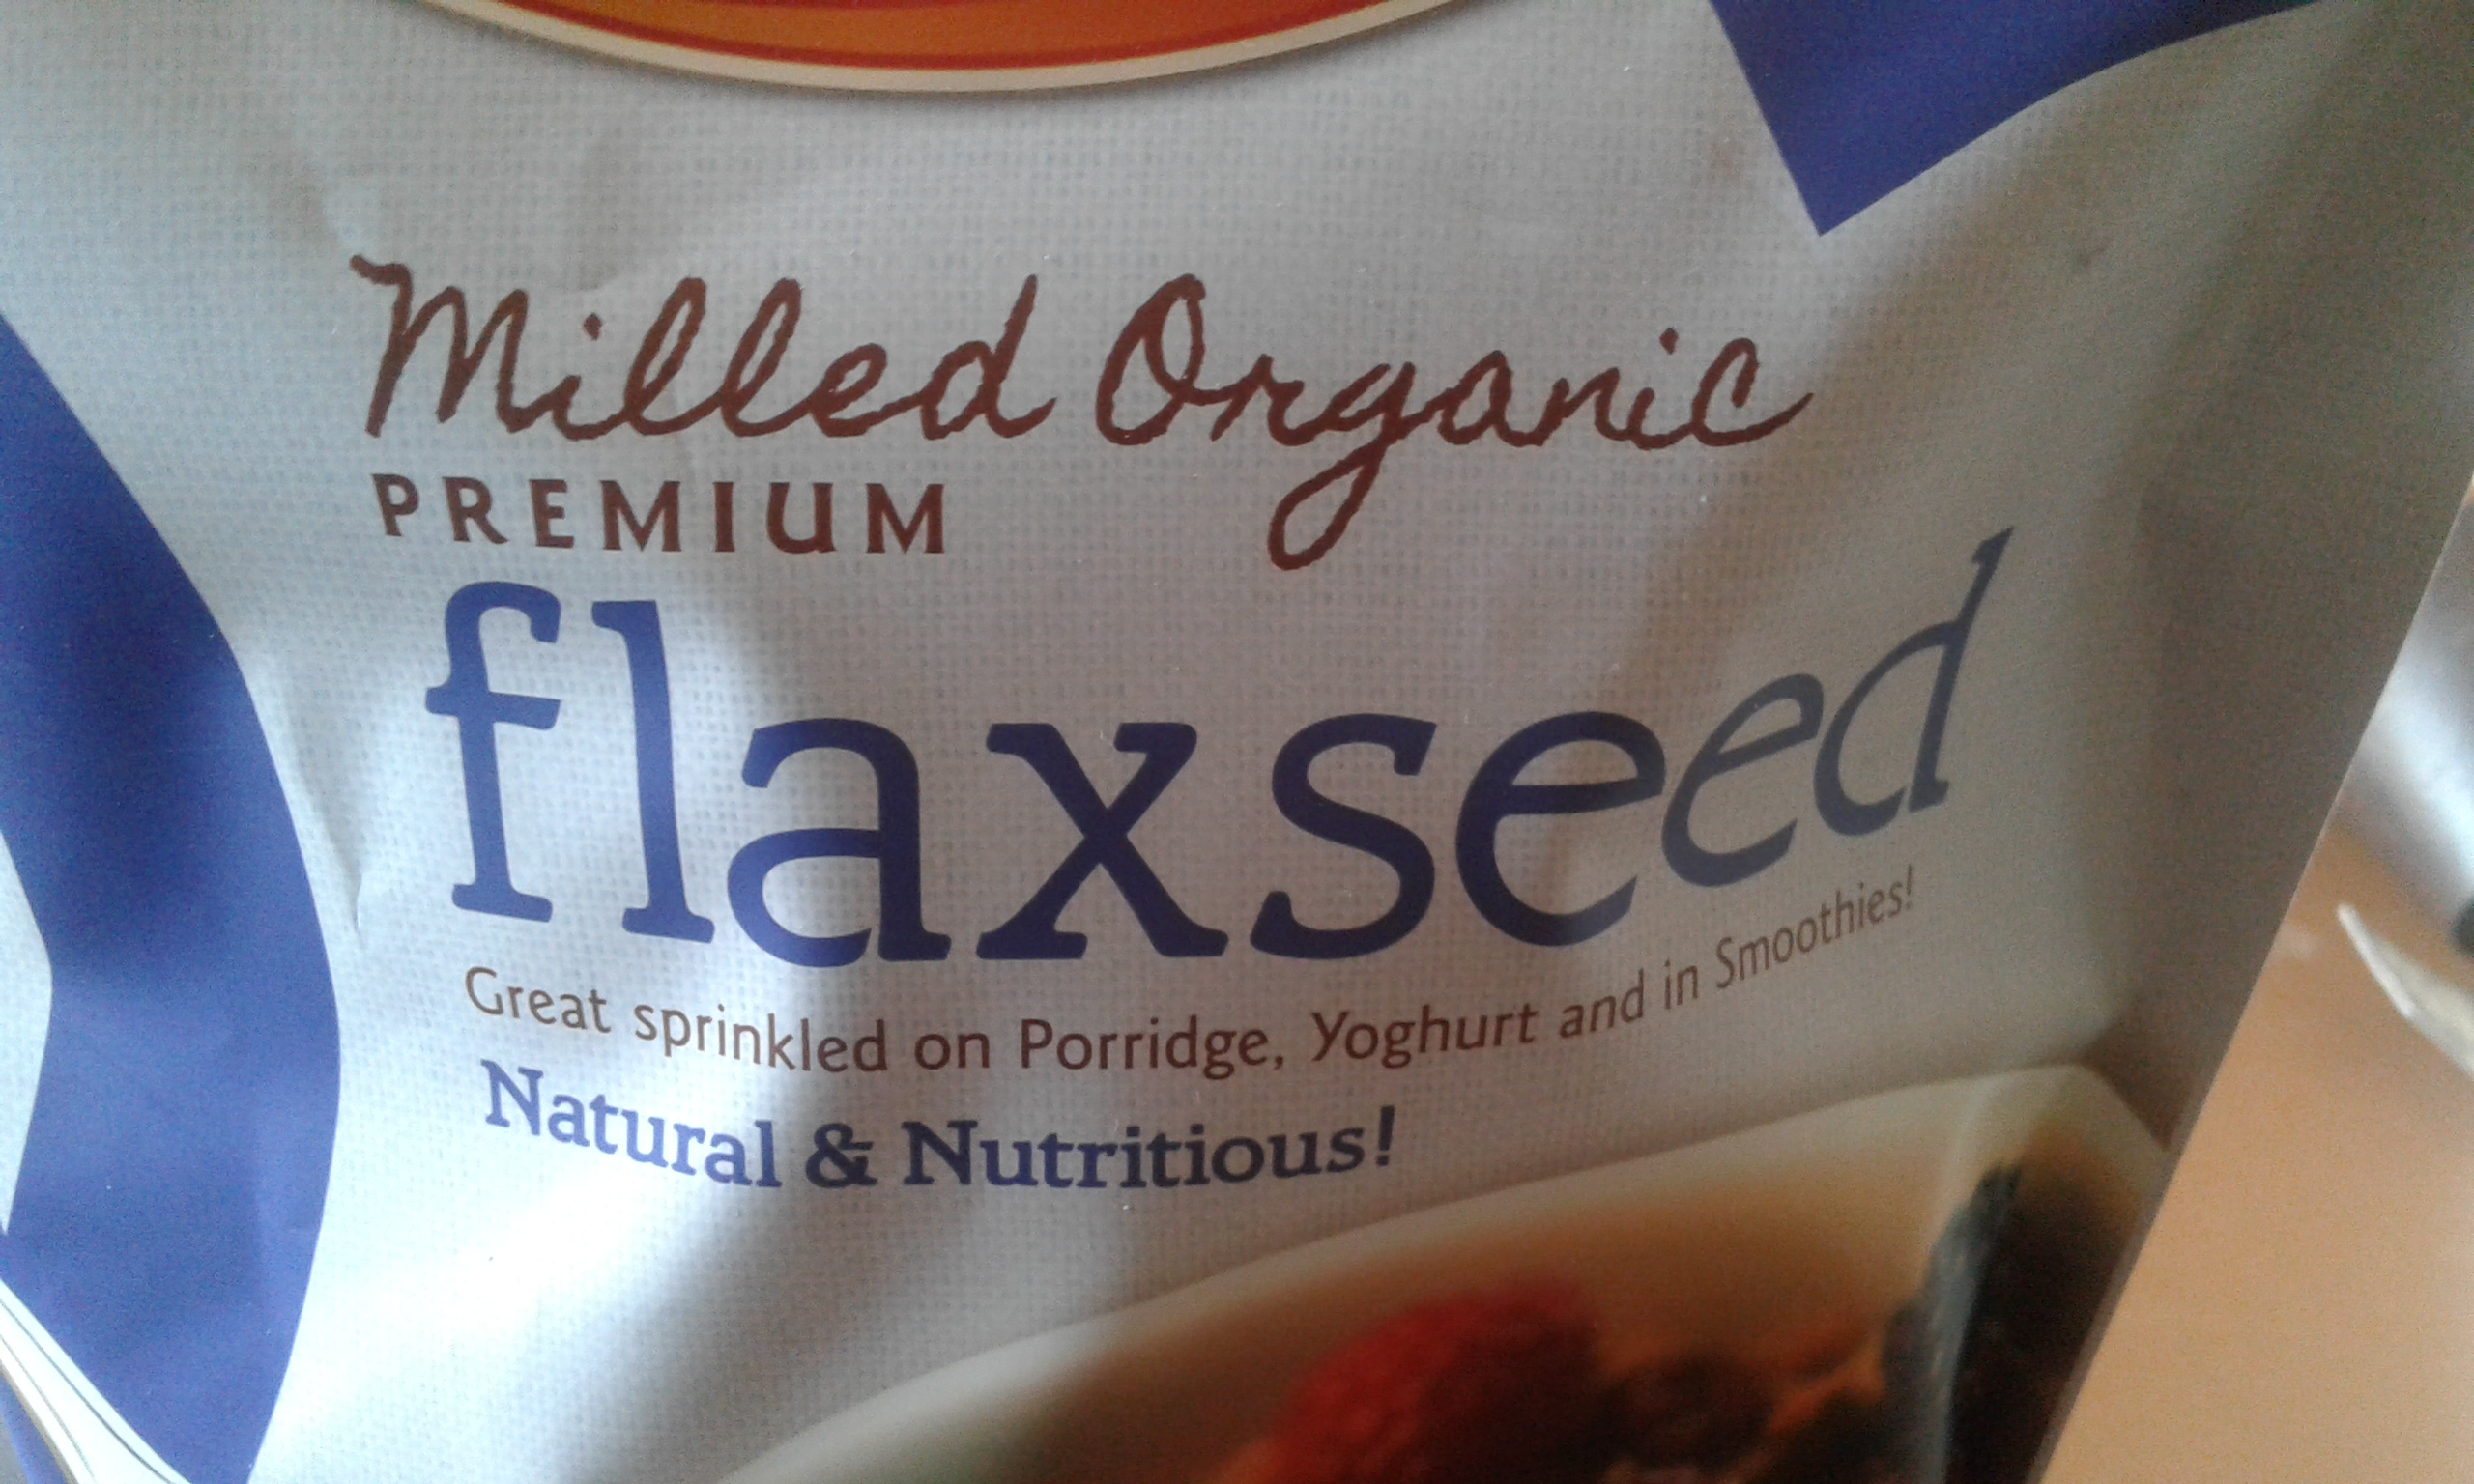 Milled Organic
PREMIUM
flaxseed
Great sprinkled on Porridge, Yoghurt and in Smoothies!
Natural & Nutritious!